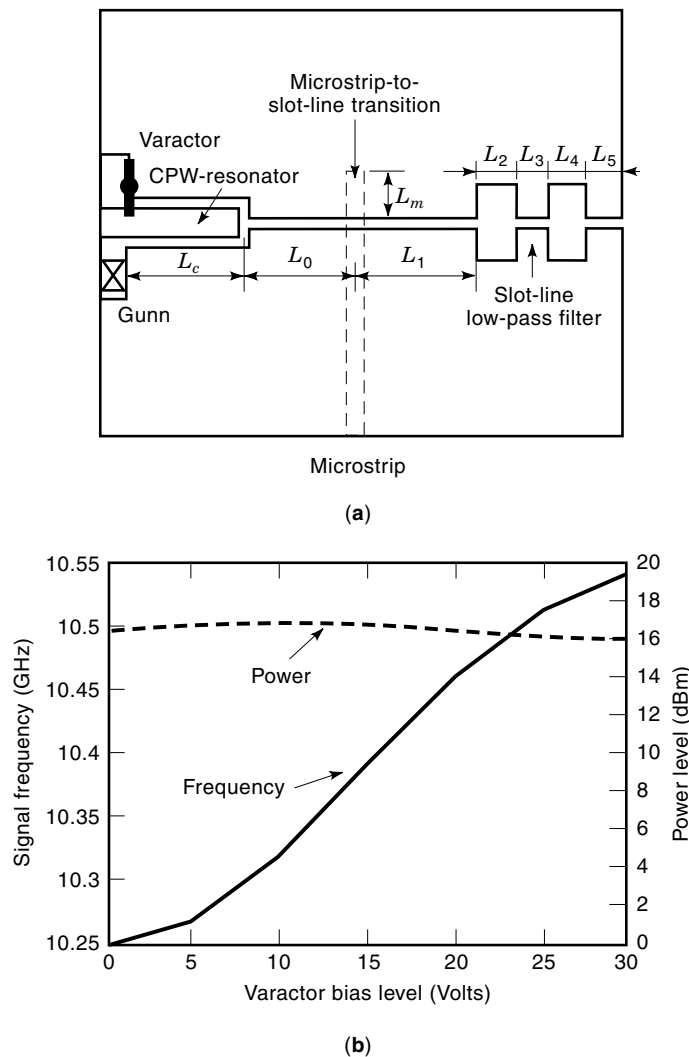 Microstrip-to-
slot-line transition
Varactor
CPW-resonator
L2 L3 L4 L5
Lm
Lc L0 L1
Gunn
Slot-line
low-pass filter
Microstrip
(a)
10.55
10.5
10.45
10.4
10.35
10.3
10.25
Signal frequency (GHz)
Power
Frequency
20
18
16
14
12
10
8
6
4
2
0
Power level (dBm)
0 5 10 15 20 25 30
Varactor bias level (Volts)
(b)